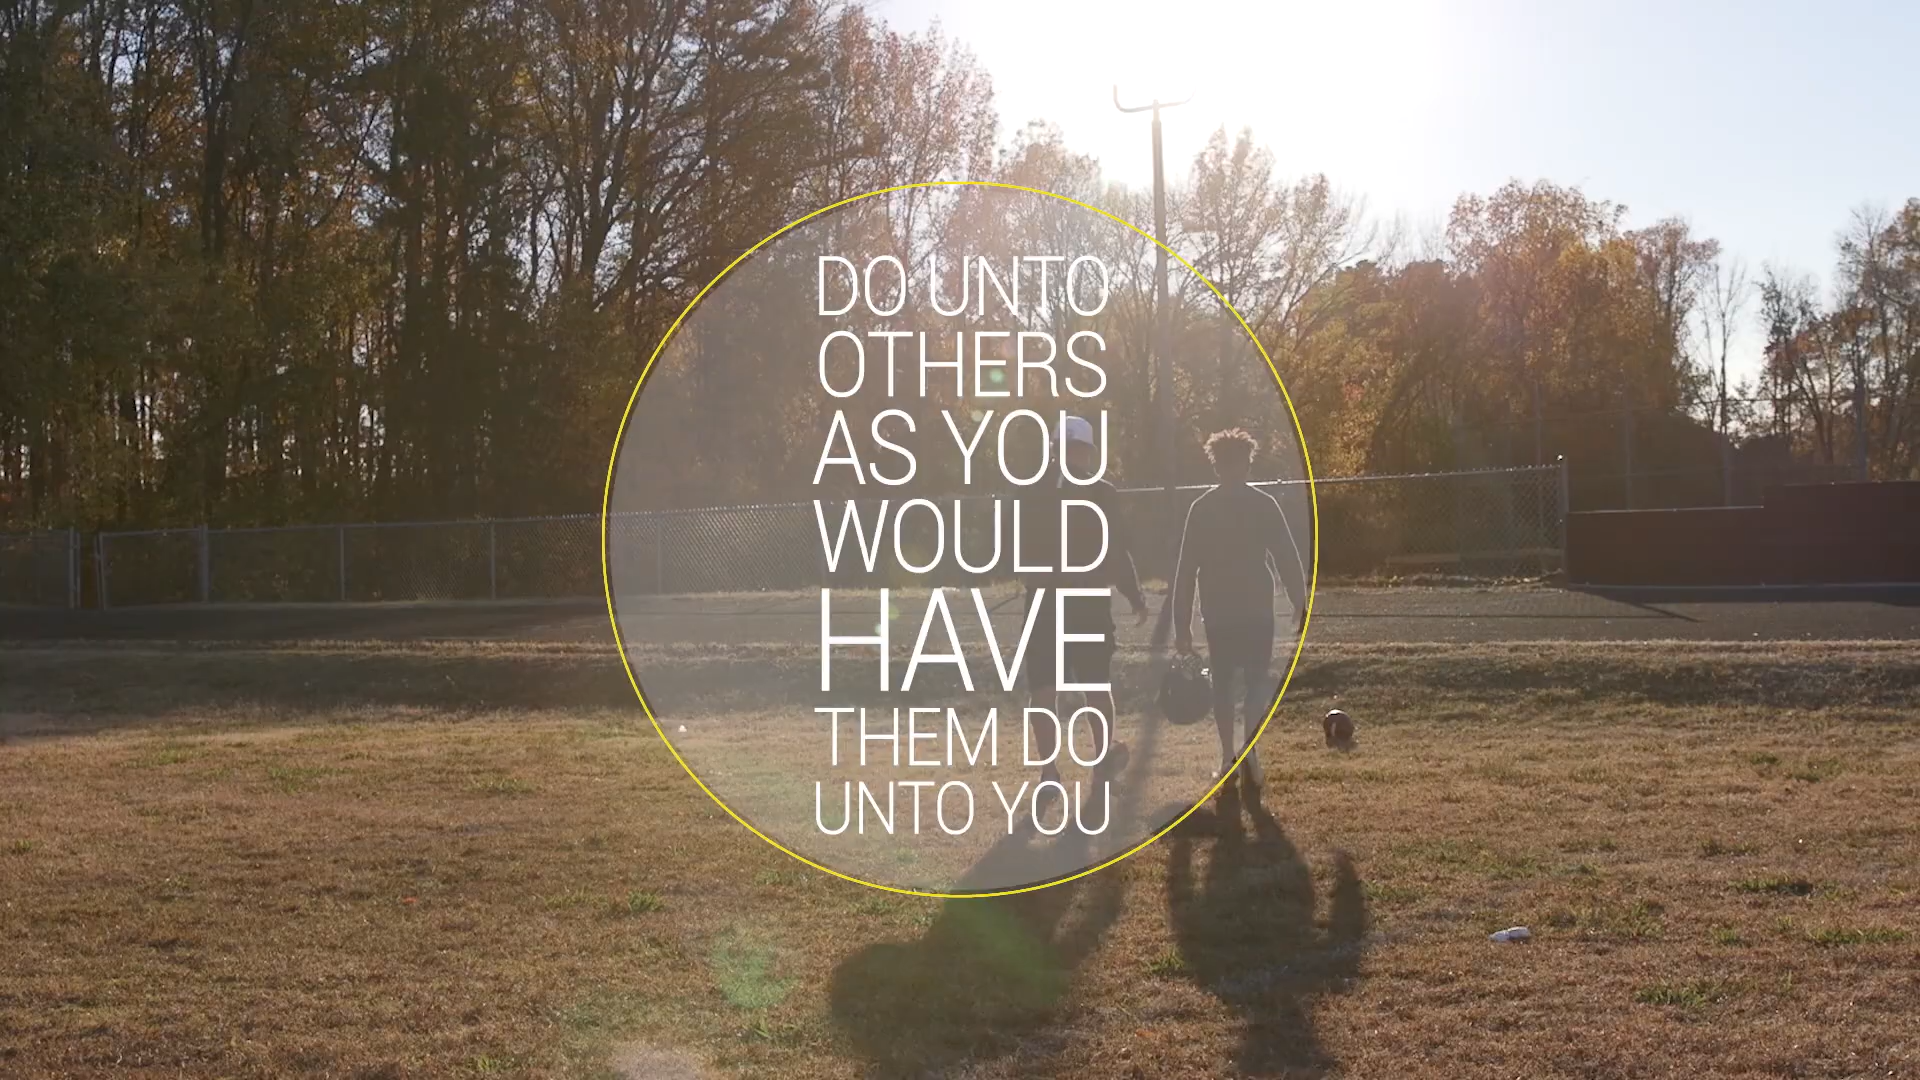 DO UNTO
OTHERS
AS YOU
WOULD
HAVE
THEM DO
UNTO YOU